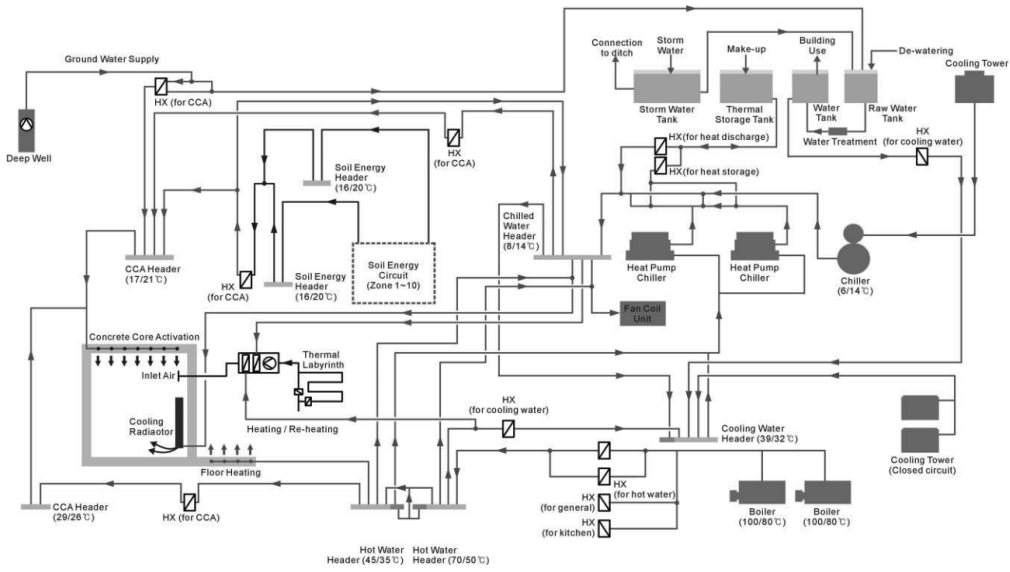 Ground Water Supply
HX (for CCA)
Deep Well
Connection
to ditch
Storm
Water
Make-up
Building
Use
De-watering
Cooling Tower
Storm Water
Tank
Thermal
Storage Tank
Water
Tank
Raw Water
Tank
Water Treatment
HX
(for cooling water)
HX
(for CCA)
HX(for heat discharge)
HX(for heat storage)
Soil Energy
Header
(16/20℃)
Chilled
Water
Header
(8/14℃)
CCA Header
(17/21℃)
HX
(for CCA)
Soil Energy
Header
(16/20℃)
Soil Energy
Circuit
(Zone 1~10)
Heat Pump
Chiller
Heat Pump
Chiller
Chiller
(6/14℃)
Fan Coil
Unit
Concrete Core Activation
Inlet Air
Thermal
Labyrinth
Heating / Re-heating
Cooling
Radiaotor
Floor Heating
HX
(for cooling water)
Cooling Water
Header (39/32℃)
Cooling Tower
(Closed circuit)
CCA Header
(29/26℃)
HX (for CCA)
HX
(for hot water)
HX
(for general)
HX
(for kitchen)
Boiler
(100/80℃)
Boiler
(100/80℃)
Hot Water
Header (45/35℃)
Hot Water
Header (70/50℃)